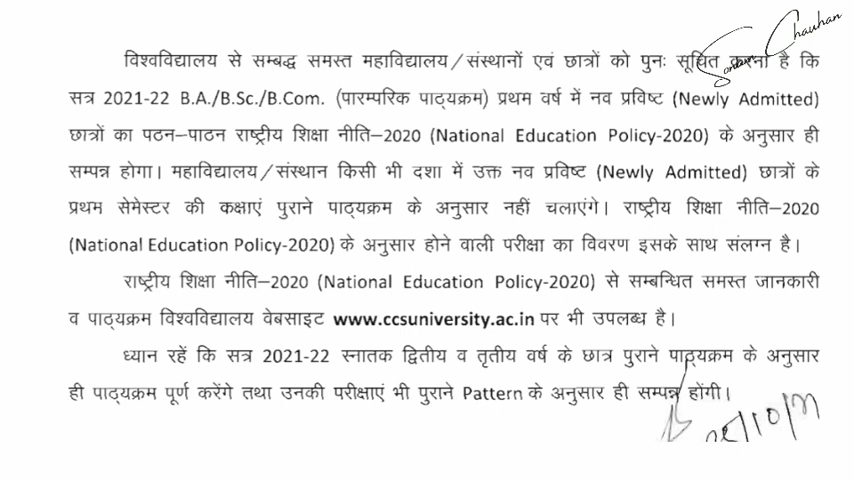 Sonam Chauhan
विश्वविद्यालय से सम्बद्ध समस्त महाविद्यालय/संस्थानों एवं छात्रों को पुनः सूचित करना है कि
सत्र 2021-22 B.A./B.Sc./B.Com. (पारम्परिक पाठ्यक्रम) प्रथम वर्ष में नव प्रविष्ट (Newly Admitted)
छात्रों का पठन–पाठन राष्ट्रीय शिक्षा नीति–2020 (National Education Policy-2020) के अनुसार ही
सम्पन्न होगा। महाविद्यालय/संस्थान किसी भी दशा में उक्त नव प्रविष्ट (Newly Admitted) छात्रों के
प्रथम सेमेस्टर की कक्षाएं पुराने पाठ्यक्रम के अनुसार नहीं चलाएंगे। राष्ट्रीय शिक्षा नीति–2020
(National Education Policy-2020) के अनुसार होने वाली परीक्षा का विवरण इसके साथ संलग्न है।
राष्ट्रीय शिक्षा नीति–2020 (National Education Policy-2020) से सम्बन्धित समस्त जानकारी
व पाठ्यक्रम विश्वविद्यालय वेबसाइट www.ccsuniversity.ac.in पर भी उपलब्ध है।
ध्यान रहें कि सत्र 2021-22 स्नातक द्वितीय व तृतीय वर्ष के छात्र पुराने पाठ्यक्रम के अनुसार
ही पाठ्यक्रम पूर्ण करेंगे तथा उनकी परीक्षाएं भी पुराने Pattern के अनुसार ही सम्पन्न होंगी।